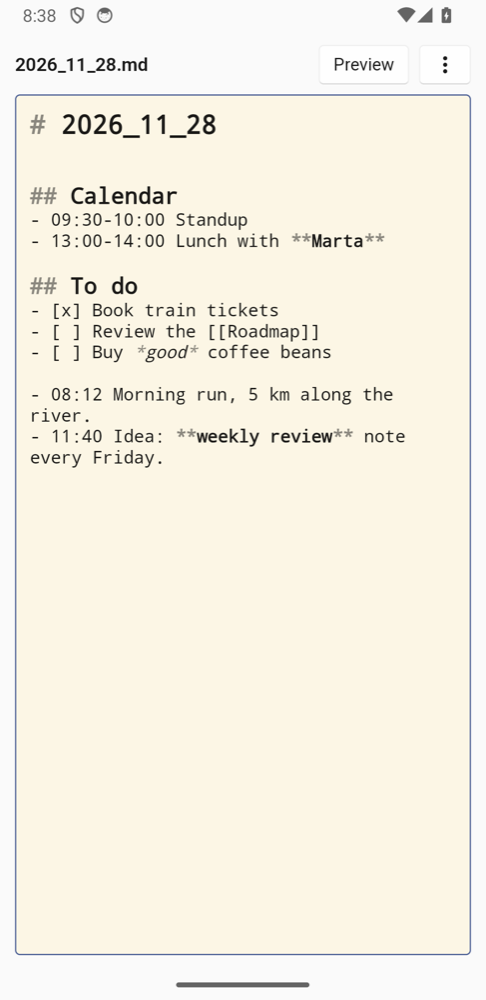 8:38
2026_11_28.md
Preview
# 2026_11_28
## Calendar
- 09:30-10:00 Standup
- 13:00-14:00 Lunch with **Marta**
## To do
- [x] Book train tickets
- [ ] Review the [[Roadmap]]
- [ ] Buy *good* coffee beans
- 08:12 Morning run, 5 km along the
river.
- 11:40 Idea: **weekly review** note
every Friday.